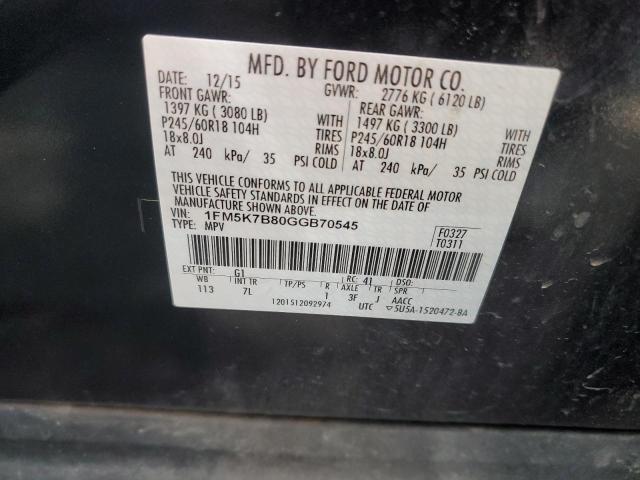 MFD. BY FORD MOTOR CO.
DATE: 12/15 GVWR: 2776 KG ( 6120 LB)
FRONT GAWR: REAR GAWR:
1397 KG ( 3080 LB) 1497 KG ( 3300 LB)
P245/60R18 104H TIRES P245/60R18 104H TIRES
18x8.0J RIMS 18x8.0J RIMS
AT 240 kPa/ 35 PSI COLD AT 240 kPa/ 35 PSI COLD
THIS VEHICLE CONFORMS TO ALL APPLICABLE FEDERAL MOTOR
VEHICLE SAFETY STANDARDS IN EFFECT ON THE DATE OF
MANUFACTURE SHOWN ABOVE.
VIN: 1FM5K7B80GGB70545 F0327
TYPE: MPV T0311
EXT PNT: G1 RC: 41 DSO:
WB INT TR TP/PS R AXLE TR SPR
113 7L 1 3F J AACC
1201512092974 UTC ▽5U5A-1520472-BA